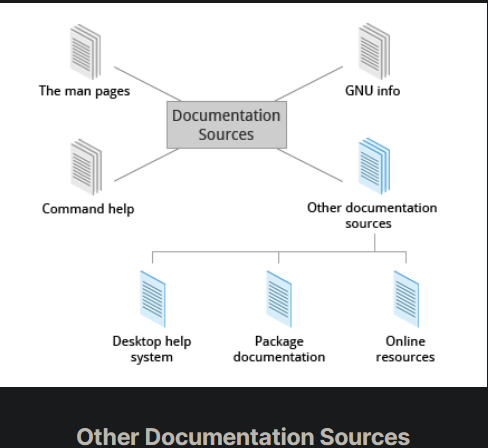 The man pages
GNU info
Documentation
Sources
Command help
Other documentation
sources
Desktop help
system
Package
documentation
Online
resources
Other Documentation Sources